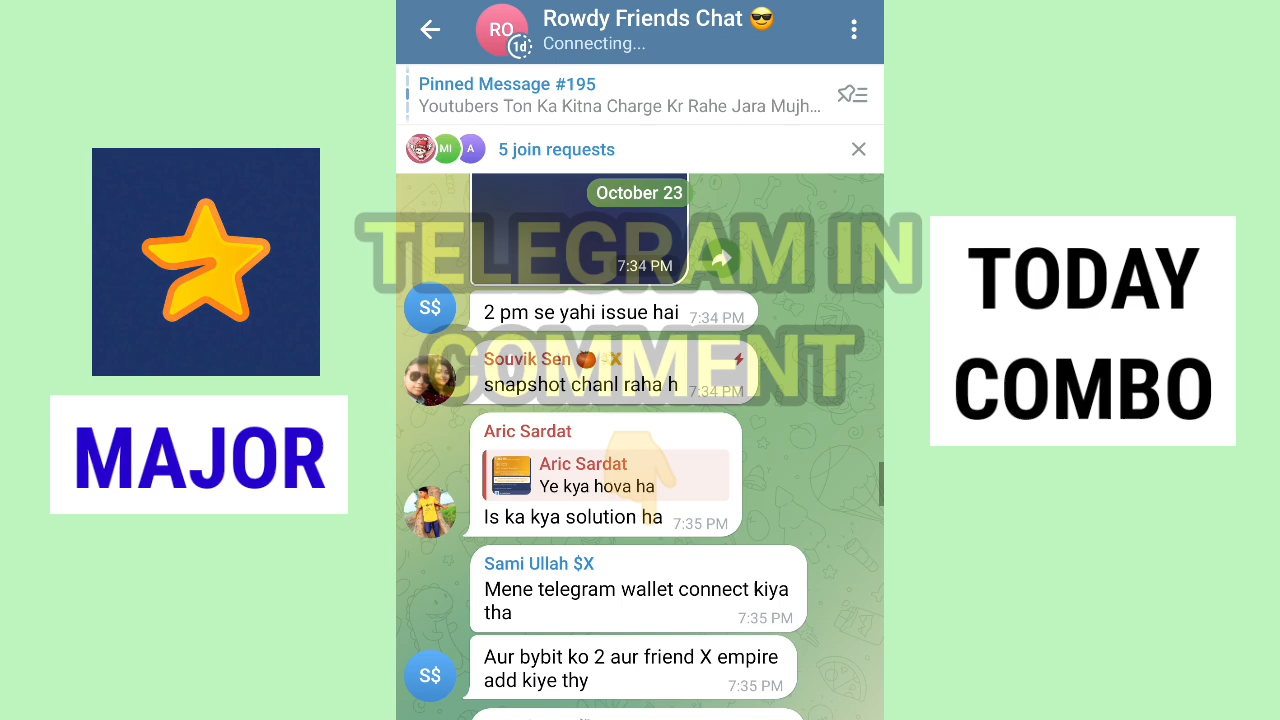 RO
1d
Rowdy Friends Chat 😎
Connecting...
Pinned Message #195
Youtubers Ton Ka Kitna Charge Kr Rahe Jara Mujh...
MI
A
5 join requests
October 23
7:34 PM
TELEGRAM IN
COMMENT
S$
2 pm se yahi issue hai 7:34 PM
Souvik Sen
snapshot chanl raha h 7:34 PM
Aric Sardat
Aric Sardat
Ye kya hova ha
Is ka kya solution ha 7:35 PM
Sami Ullah $X
Mene telegram wallet connect kiya
tha 7:35 PM
S$
Aur bybit ko 2 aur friend X empire
add kiye thy 7:35 PM
MAJOR
TODAY
COMBO